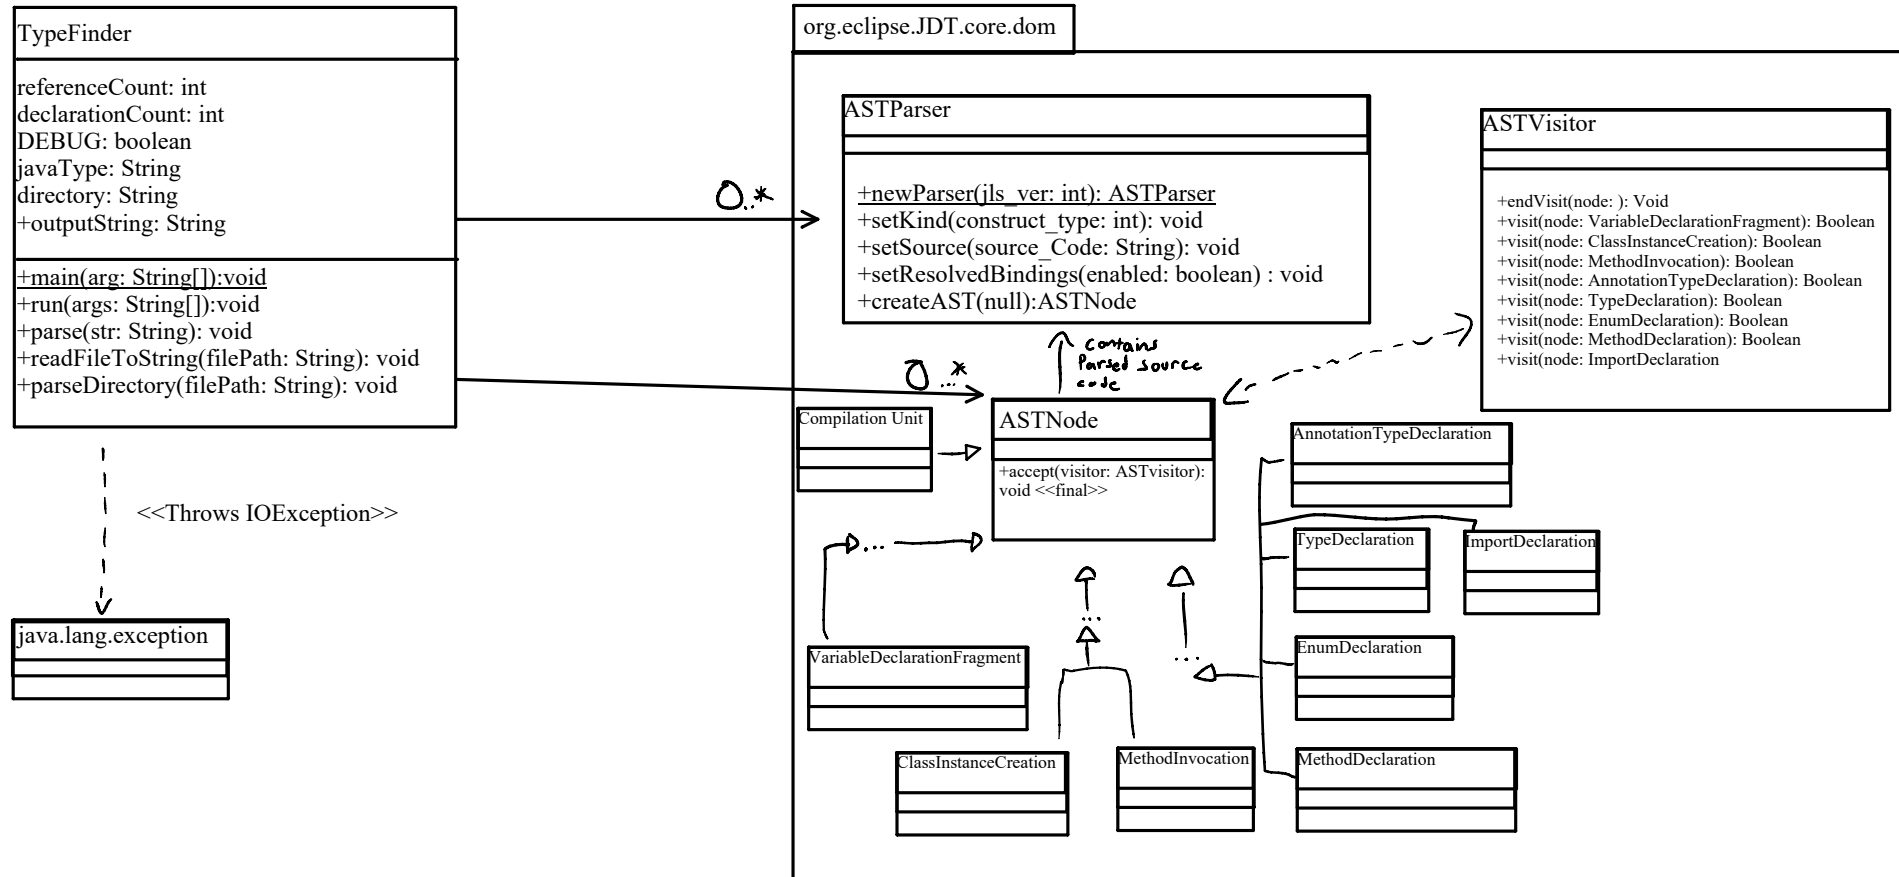 TypeFinder
referenceCount: int
declarationCount: int
DEBUG: boolean
javaType: String
directory: String
+outputString: String
+main(arg: String[]):void
+run(args: String[]):void
+parse(str: String): void
+readFileToString(filePath: String): void
+parseDirectory(filePath: String): void
<<Throws IOException>>
java.lang.exception
org.eclipse.JDT.core.dom
0..*
ASTParser
+newParser(jls_ver: int): ASTParser
+setKind(construct_type: int): void
+setSource(source_Code: String): void
+setResolvedBindings(enabled: boolean) : void
+createAST(null):ASTNode
ASTVisitor
+endVisit(node: ): Void
+visit(node: VariableDeclarationFragment): Boolean
+visit(node: ClassInstanceCreation): Boolean
+visit(node: MethodInvocation): Boolean
+visit(node: AnnotationTypeDeclaration): Boolean
+visit(node: TypeDeclaration): Boolean
+visit(node: EnumDeclaration): Boolean
+visit(node: MethodDeclaration): Boolean
+visit(node: ImportDeclaration
contains
Parsed source
code
0...*
Compilation Unit
ASTNode
+accept(visitor: ASTvisitor):
void <<final>>
AnnotationTypeDeclaration
TypeDeclaration
ImportDeclaration
...
...
...
VariableDeclarationFragment
EnumDeclaration
ClassInstanceCreation
MethodInvocation
MethodDeclaration